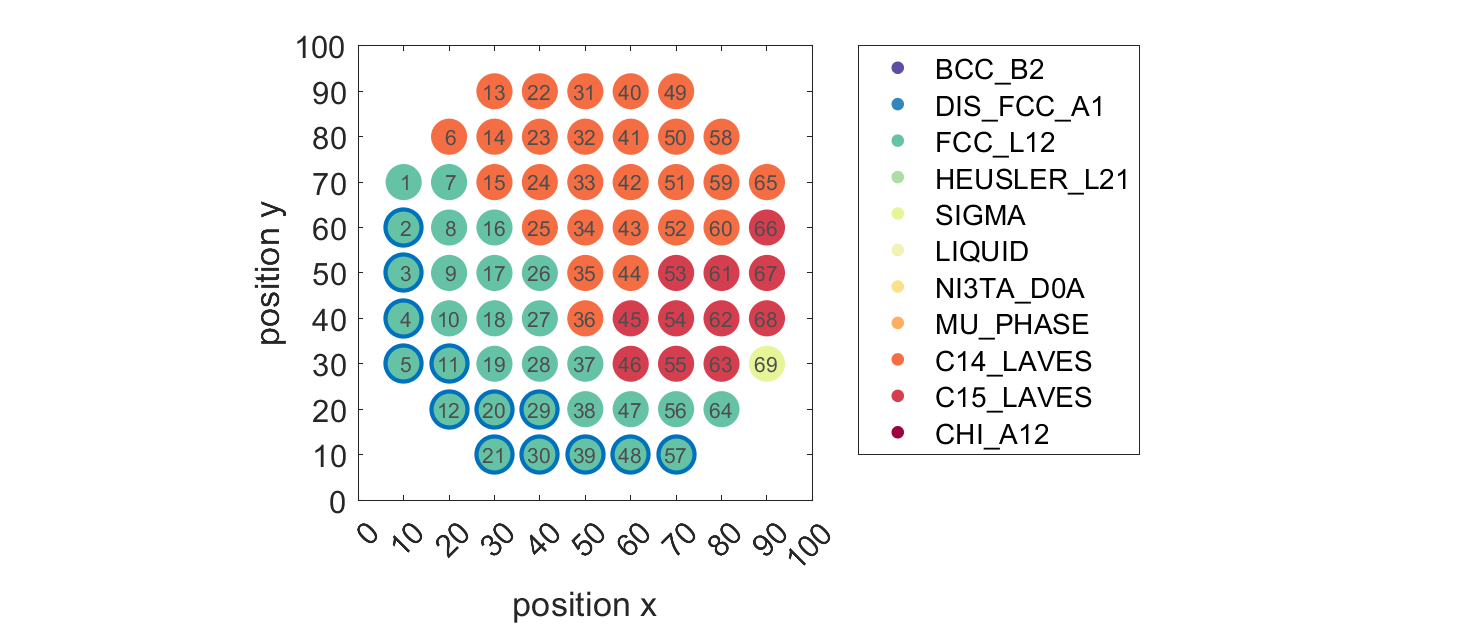 100
90
80
70
60
50
40
30
20
10
0
position y
13 22 31 40 49
6 14 23 32 41 50 58
1 7 15 24 33 42 51 59 65
2 8 16 25 34 43 52 60 66
3 9 17 26 35 44 53 61 67
4 10 18 27 36 45 54 62 68
5 11 19 28 37 46 55 63 69
12 20 29 38 47 56 64
21 30 39 48 57
0 10 20 30 40 50 60 70 80 90 100
position x
BCC_B2
DIS_FCC_A1
FCC_L12
HEUSLER_L21
SIGMA
LIQUID
NI3TA_D0A
MU_PHASE
C14_LAVES
C15_LAVES
CHI_A12